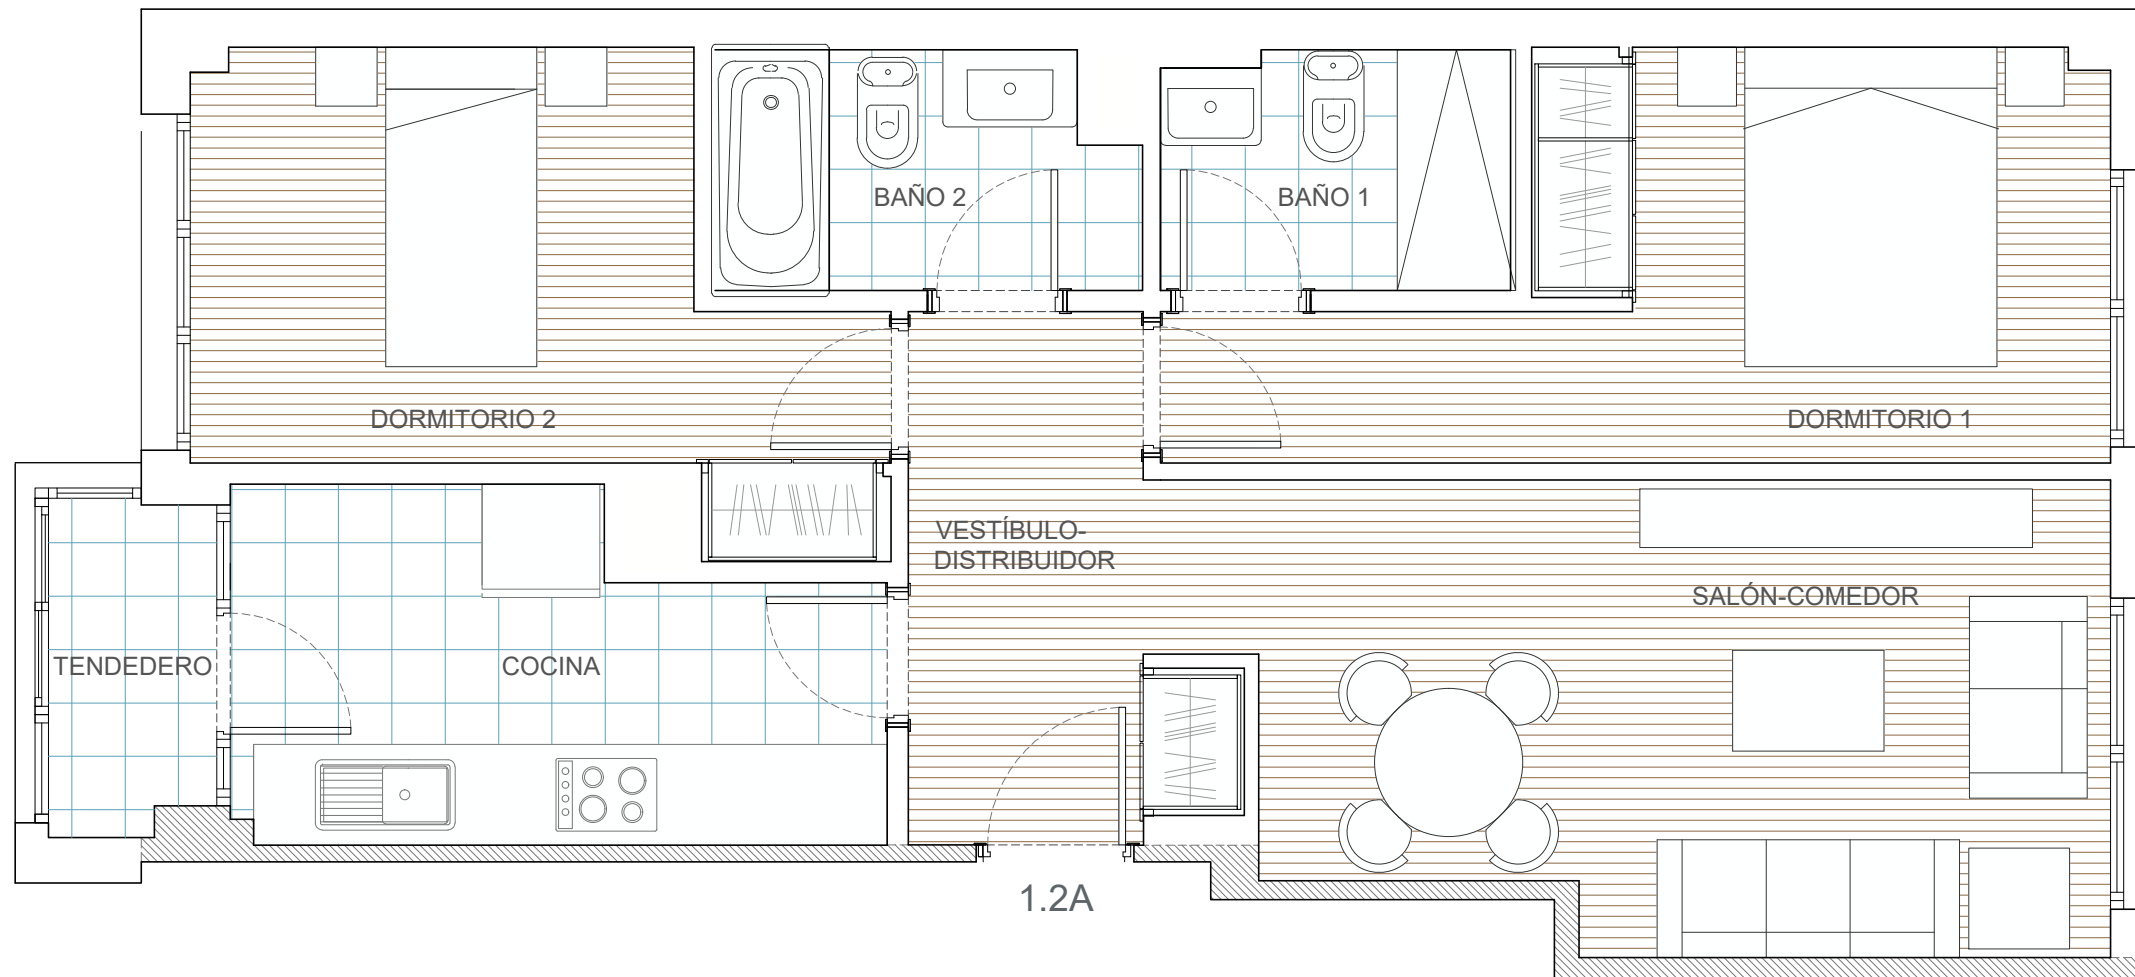 BAÑO 2
BAÑO 1
DORMITORIO 2
DORMITORIO 1
VESTÍBULO-
DISTRIBUIDOR
SALÓN-COMEDOR
TENDEDERO
COCINA
1.2A